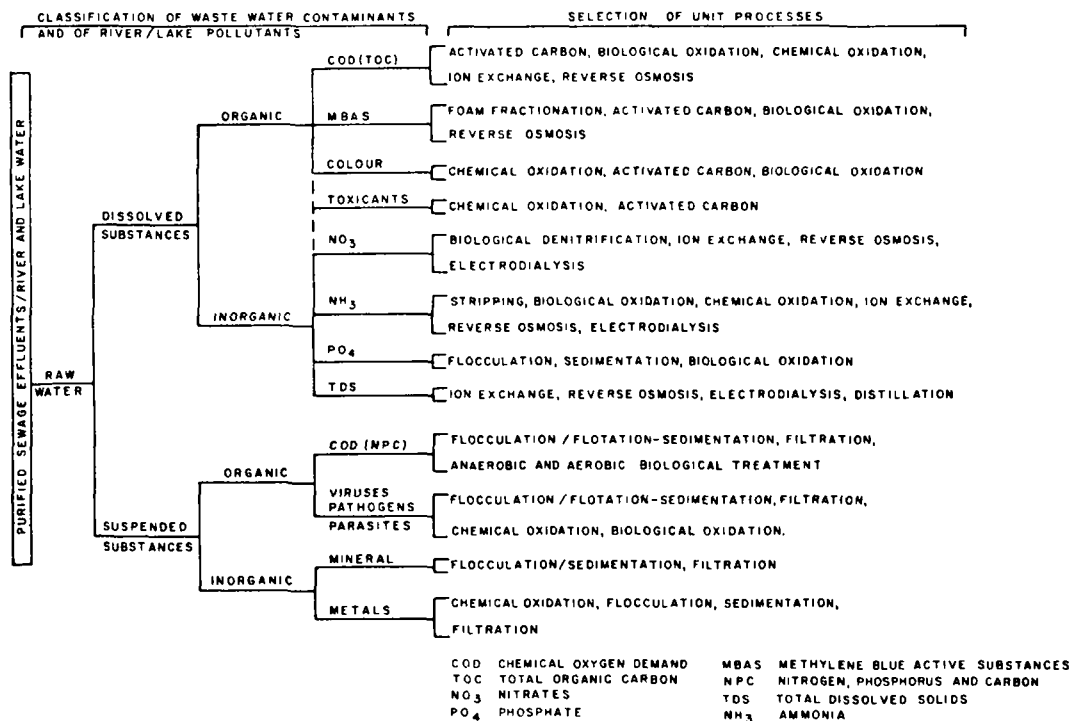 CLASSIFICATION OF WASTE WATER CONTAMINANTS
AND OF RIVER/LAKE POLLUTANTS
SELECTION OF UNIT PROCESSES
PURIFIED SEWAGE EFFLUENTS/RIVER AND LAKE WATER
RAW
WATER
DISSOLVED
SUBSTANCES
ORGANIC
COD(TOC)
ACTIVATED CARBON, BIOLOGICAL OXIDATION, CHEMICAL OXIDATION,
ION EXCHANGE, REVERSE OSMOSIS
MBAS
FOAM FRACTIONATION, ACTIVATED CARBON, BIOLOGICAL OXIDATION,
REVERSE OSMOSIS
COLOUR
CHEMICAL OXIDATION, ACTIVATED CARBON, BIOLOGICAL OXIDATION
TOXICANTS
CHEMICAL OXIDATION, ACTIVATED CARBON
INORGANIC
NO3
BIOLOGICAL DENITRIFICATION, ION EXCHANGE, REVERSE OSMOSIS,
ELECTRODIALYSIS
NH3
STRIPPING, BIOLOGICAL OXIDATION, CHEMICAL OXIDATION, ION EXCHANGE,
REVERSE OSMOSIS, ELECTRODIALYSIS
PO4
FLOCCULATION, SEDIMENTATION, BIOLOGICAL OXIDATION
TDS
ION EXCHANGE, REVERSE OSMOSIS, ELECTRODIALYSIS, DISTILLATION
SUSPENDED
SUBSTANCES
ORGANIC
COD (NPC)
FLOCCULATION/FLOTATION-SEDIMENTATION, FILTRATION,
ANAEROBIC AND AEROBIC BIOLOGICAL TREATMENT
VIRUSES
PATHOGENS
PARASITES
FLOCCULATION/FLOTATION-SEDIMENTATION, FILTRATION,
CHEMICAL OXIDATION, BIOLOGICAL OXIDATION.
INORGANIC
MINERAL
FLOCCULATION/SEDIMENTATION, FILTRATION
METALS
CHEMICAL OXIDATION, FLOCCULATION, SEDIMENTATION,
FILTRATION
COD CHEMICAL OXYGEN DEMAND
TOC TOTAL ORGANIC CARBON
NO3 NITRATES
PO4 PHOSPHATE
MBAS METHYLENE BLUE ACTIVE SUBSTANCES
NPC NITROGEN, PHOSPHORUS AND CARBON
TDS TOTAL DISSOLVED SOLIDS
NH3 AMMONIA